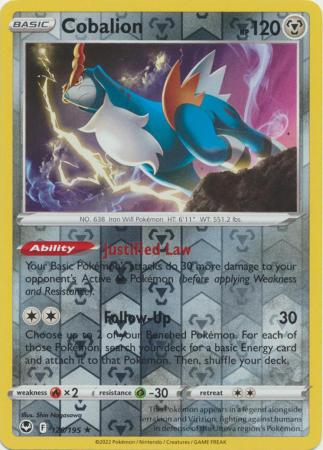 BASIC Cobalion HP 120
NO. 638 Iron Will Pokémon HT: 6'11" WT: 551.2 lbs.
Ability Justified Law
Your Basic Pokémon's attacks do 30 more damage to
your opponent's Active Pokémon (before applying Weakness
and Resistance).
Follow-Up 30
Choose up to 2 of your Benched Pokémon. For each of
those Pokémon, search your deck for a basic Energy card
and attach it to that Pokémon. Then, shuffle your deck.
weakness ×2 resistance -30 retreat
Illus. Shin Nagasawa
This Pokémon appears in a legend alongside
Terrakion and Virizion, fighting against humans
in defense of the Unova region's Pokémon.
F /195 ★
©2022 Pokémon / Nintendo / Creatures / GAME FREAK